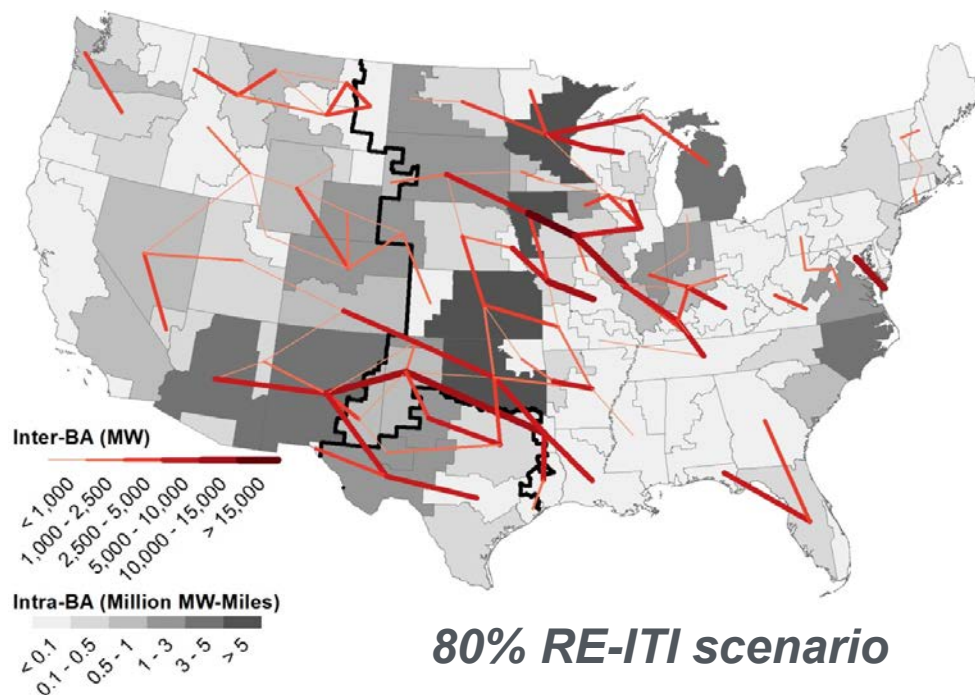 Inter-BA (MW)
< 1,000
1,000 - 2,500
2,500 - 5,000
5,000 - 10,000
10,000 - 15,000
> 15,000
Intra-BA (Million MW-Miles)
< 0.1
0.1 - 0.5
0.5 - 1
1 - 3
3 - 5
> 5
80% RE-ITI scenario